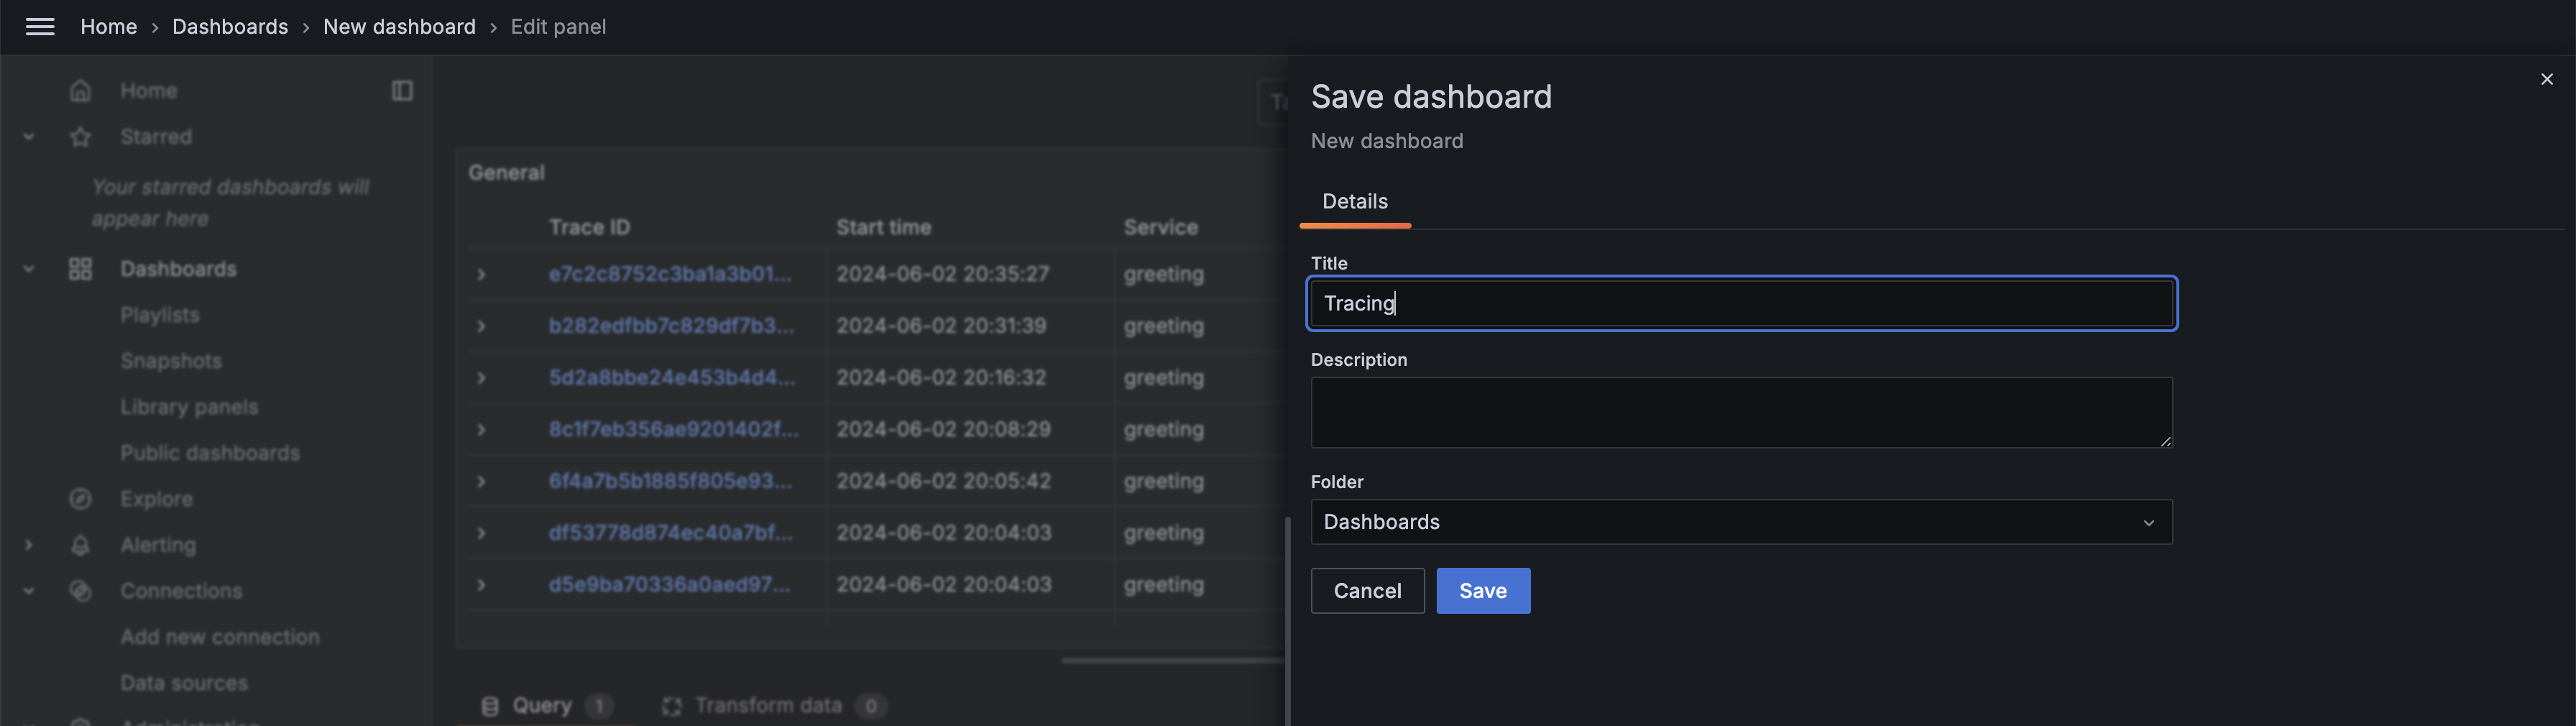 Home › Dashboards › New dashboard › Edit panel
Home
Starred
Your starred dashboards will
appear here
Dashboards
Playlists
Snapshots
Library panels
Public dashboards
Explore
Alerting
Connections
Add new connection
Data sources
Administration
General
Trace ID Start time Service
e7c2c8752c3ba1a3b01... 2024-06-02 20:35:27 greeting
b282edfbb7c829df7b3... 2024-06-02 20:31:39 greeting
5d2a8bbe24e453b4d4... 2024-06-02 20:16:32 greeting
8c1f7eb356ae9201402f... 2024-06-02 20:08:29 greeting
6f4a7b5b1885f805e93... 2024-06-02 20:05:42 greeting
df53778d874ec40a7bf... 2024-06-02 20:04:03 greeting
d5e9ba70336a0aed97... 2024-06-02 20:04:03 greeting
Query 1 Transform data 0
Save dashboard
New dashboard
Details
Title
Tracing
Description
Folder
Dashboards
Cancel Save